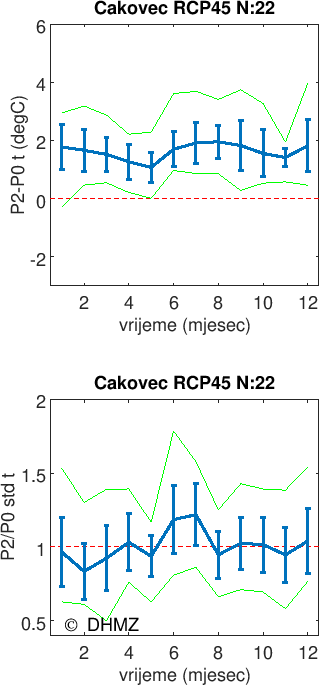 Cakovec RCP45 N:22
6
4
2
0
-2
P2-P0 t (degC)
2 4 6 8 10 12
vrijeme (mjesec)
Cakovec RCP45 N:22
2
1.5
1
0.5
P2/P0 std t
© DHMZ
2 4 6 8 10 12
vrijeme (mjesec)